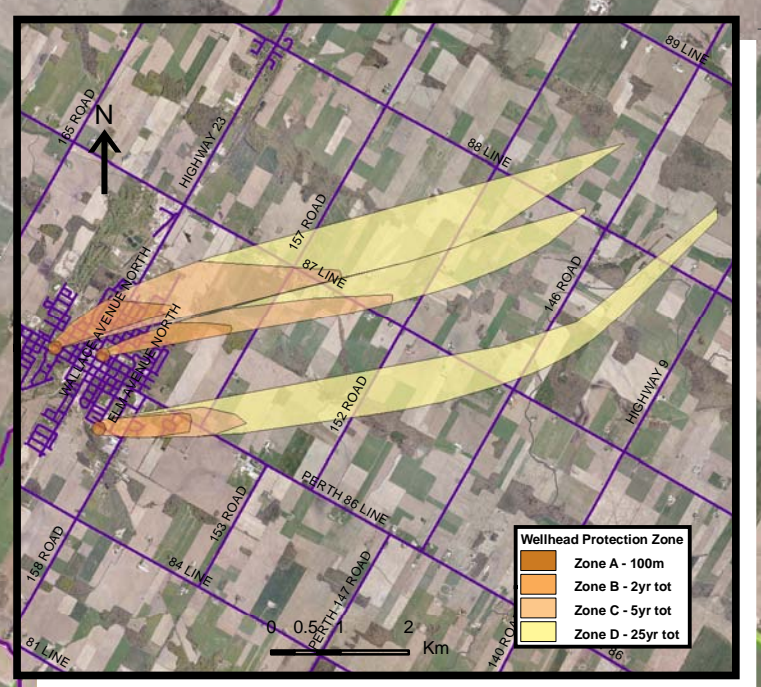 89 LINE
165 ROAD
N
HIGHWAY 23
88 LINE
157 ROAD
87 LINE
146 ROAD
WALLACE AVENUE NORTH
ELM AVENUE NORTH
152 ROAD
HIGHWAY 9
PERTH 86 LINE
153 ROAD
158 ROAD
84 LINE
PERTH 147 ROAD
81 LINE
0 0.5 1 2
Km
Wellhead Protection Zone
Zone A - 100m
Zone B - 2yr tot
Zone C - 5yr tot
Zone D - 25yr tot
140 ROA
86